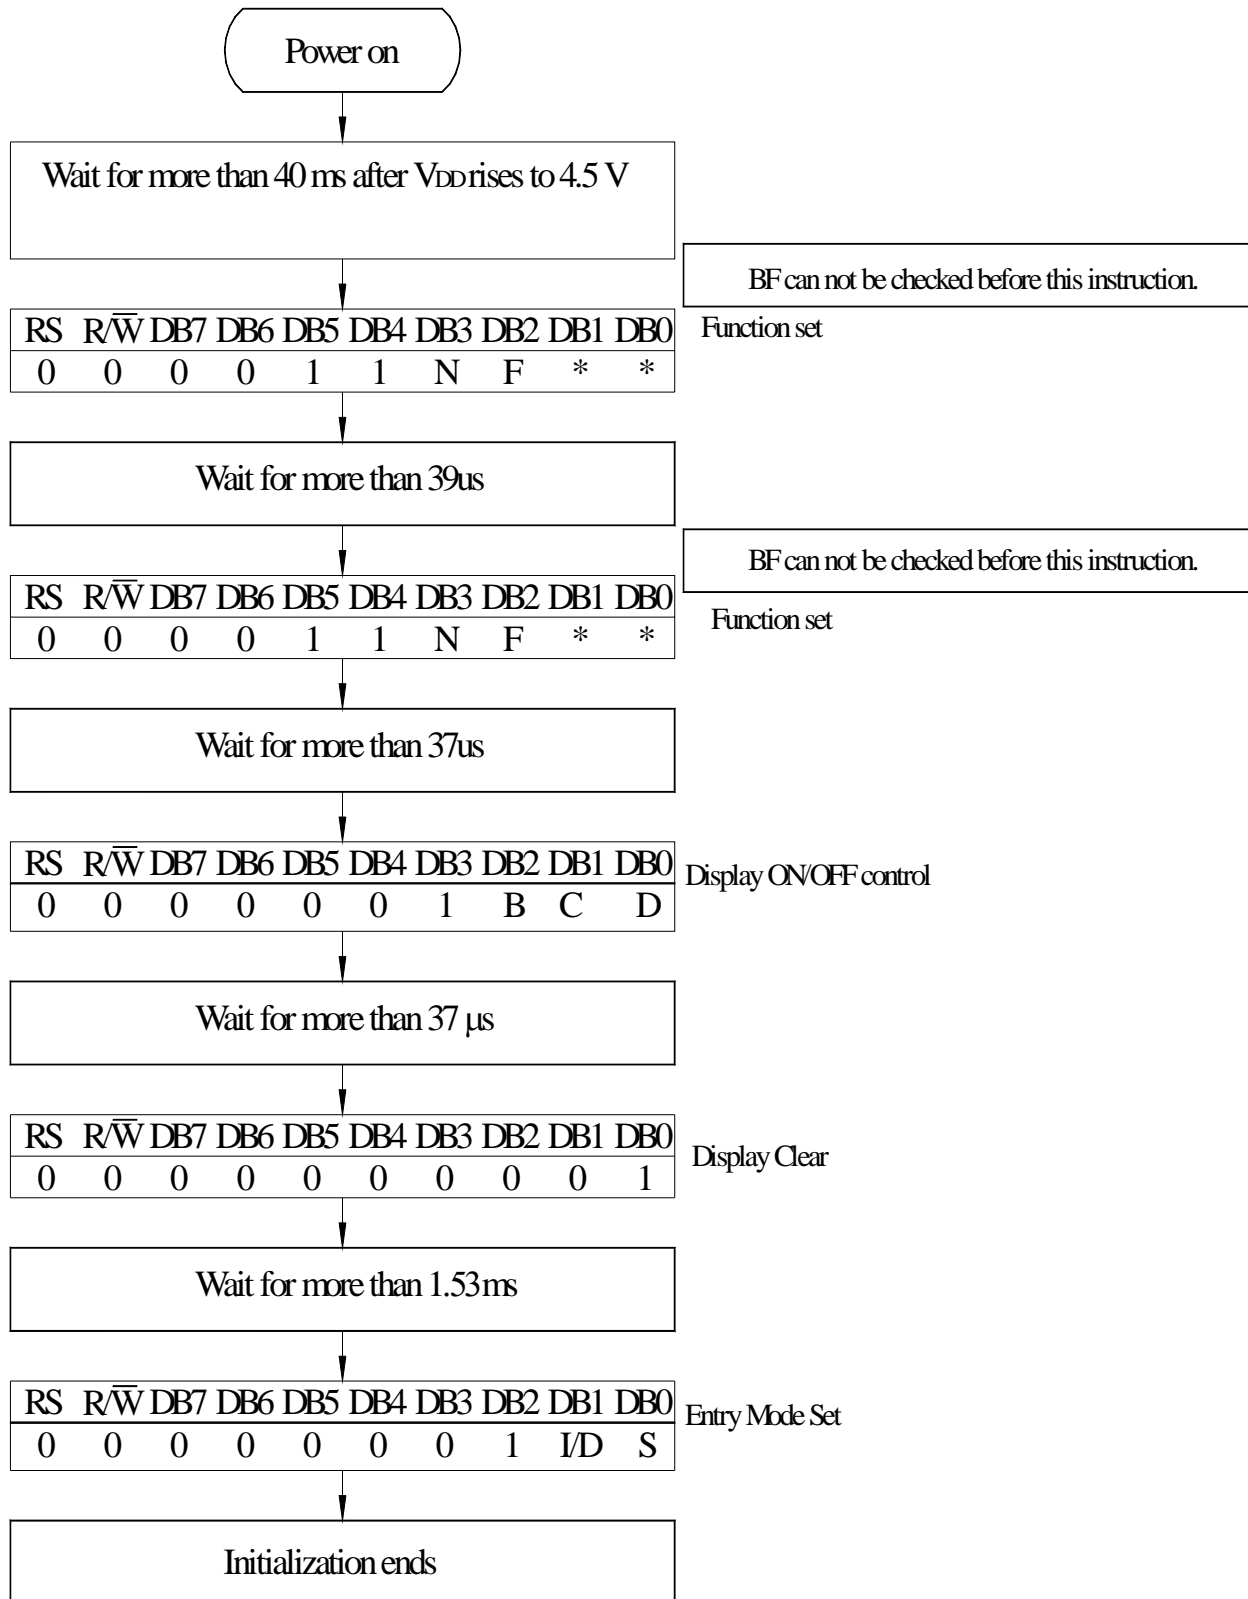 Power on
Wait for more than 40 ms after VDD rises to 4.5 V
BF can not be checked before this instruction.
RS R/W̅ DB7 DB6 DB5 DB4 DB3 DB2 DB1 DB0
Function set
0 0 0 0 1 1 N F * *
Wait for more than 39us
BF can not be checked before this instruction.
RS R/W̅ DB7 DB6 DB5 DB4 DB3 DB2 DB1 DB0
Function set
0 0 0 0 1 1 N F * *
Wait for more than 37us
RS R/W̅ DB7 DB6 DB5 DB4 DB3 DB2 DB1 DB0
Display ON/OFF control
0 0 0 0 0 0 1 B C D
Wait for more than 37 μs
RS R/W̅ DB7 DB6 DB5 DB4 DB3 DB2 DB1 DB0
Display Clear
0 0 0 0 0 0 0 0 0 1
Wait for more than 1.53ms
RS R/W̅ DB7 DB6 DB5 DB4 DB3 DB2 DB1 DB0
Entry Mode Set
0 0 0 0 0 0 0 1 I/D S
Initialization ends